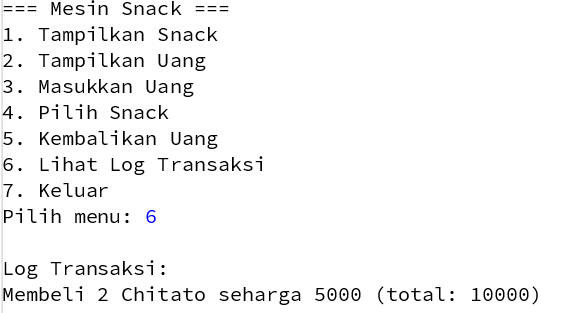 === Mesin Snack ===
1. Tampilkan Snack
2. Tampilkan Uang
3. Masukkan Uang
4. Pilih Snack
5. Kembalikan Uang
6. Lihat Log Transaksi
7. Keluar
Pilih menu: 6
Log Transaksi:
Membeli 2 Chitato seharga 5000 (total: 10000)